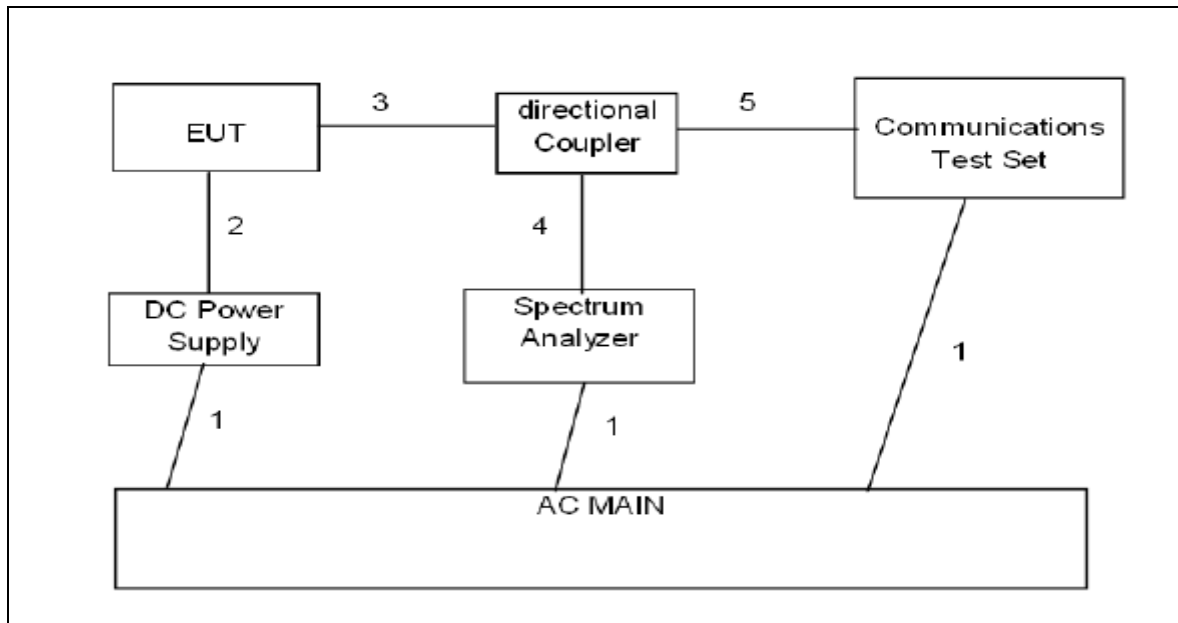 EUT
3
directional
Coupler
5
Communications
Test Set
2
4
DC Power
Supply
Spectrum
Analyzer
1
1
1
AC MAIN